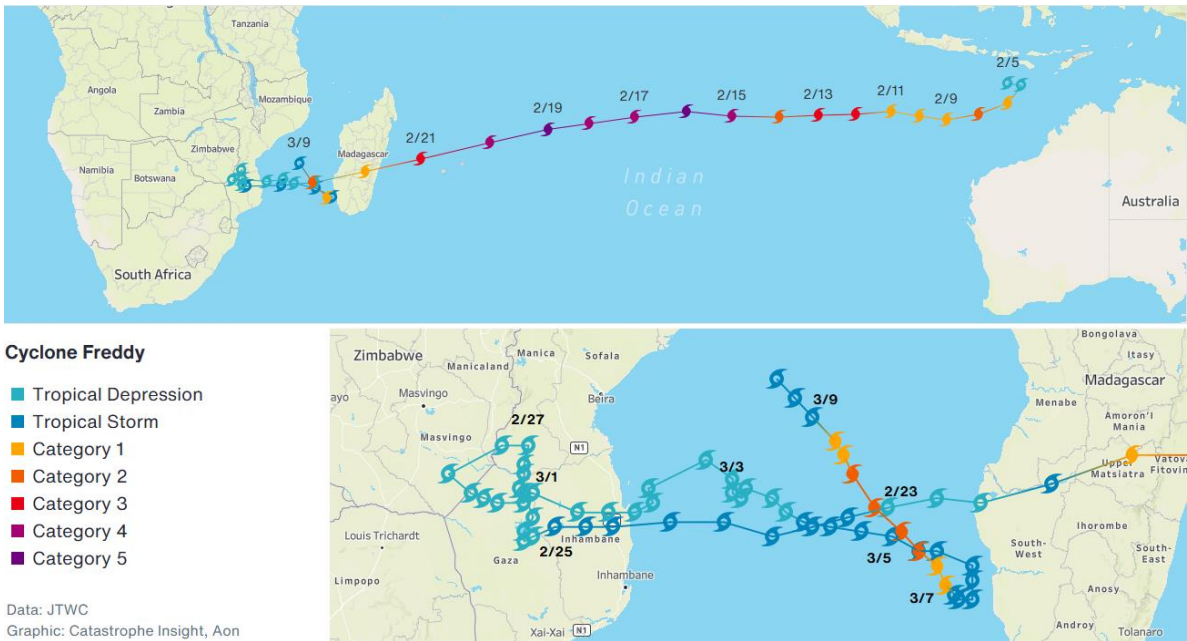 Tanzania
Angola
Zambia
Mozambique
Zimbabwe
Namibia
Botswana
South Africa
Madagascar
3/9
2/21
2/19
2/17
2/15
2/13
2/11
2/9
2/5
Indian
Ocean
Australia
Cyclone Freddy
Tropical Depression
Tropical Storm
Category 1
Category 2
Category 3
Category 4
Category 5
Data: JTWC
Graphic: Catastrophe Insight, Aon
Zimbabwe
Manica
Sofala
Manicaland
Masvingo
Beira
Masvingo
2/27
N1
3/1
3/3
3/9
2/23
Louis Trichardt
2/25
Inhambane
Gaza
3/5
Limpopo
Inhambane
3/7
Xai-Xai
N1
Bongolava
Itasy
Madagascar
Menabe
Amoron'I
Mania
Upper
Matsiatra
Vatova
Fitovin
Ihorombe
South-
West
South-
East
Anosy
Androy
Tolanaro